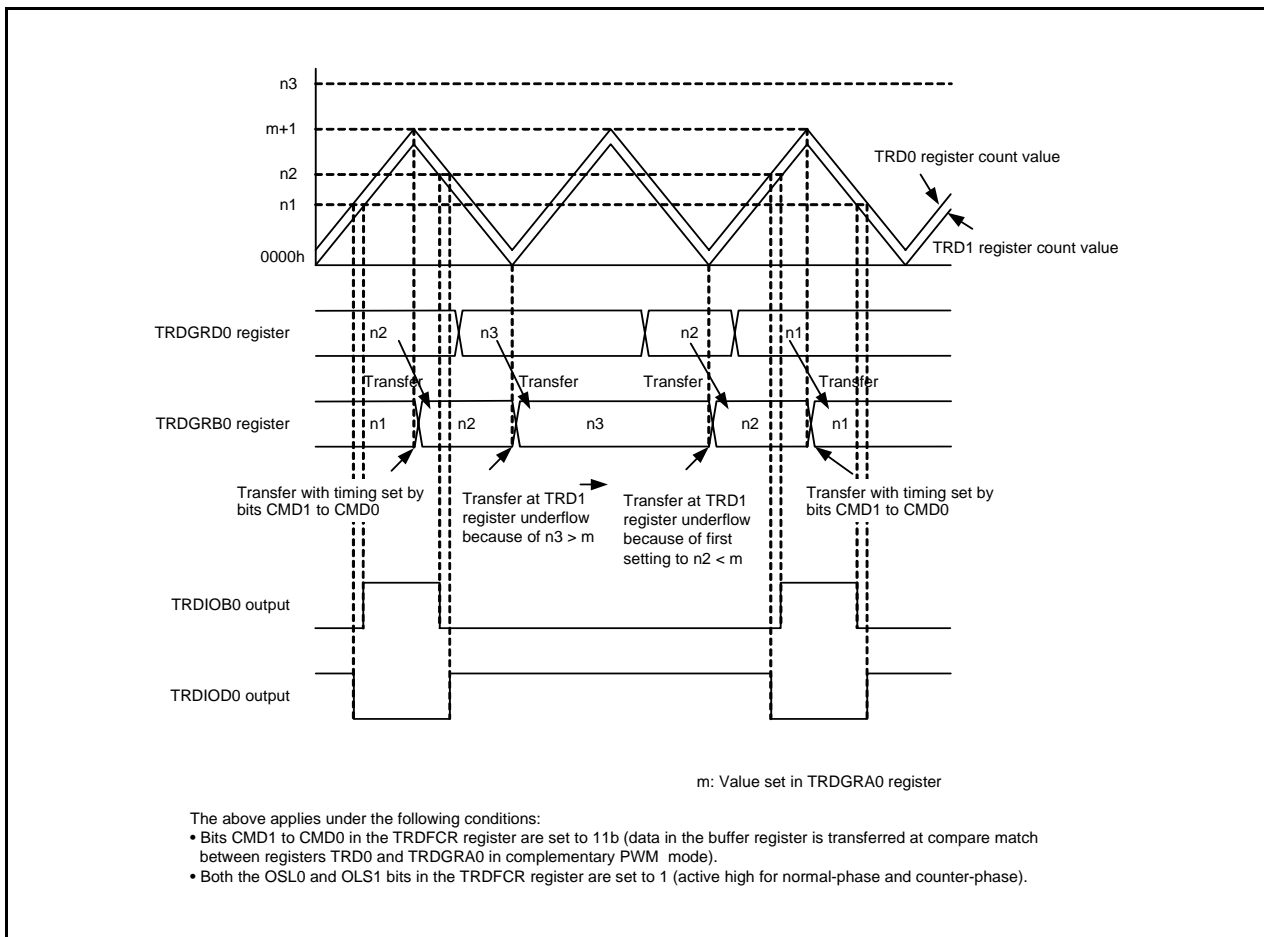 n3
m+1
n2
n1
0000h
TRD0 register count value
TRD1 register count value
TRDGRD0 register
n2
n3
n2
n1
Transfer
Transfer
Transfer
Transfer
TRDGRB0 register
n1
n2
n3
n2
n1
Transfer with timing set by
bits CMD1 to CMD0
Transfer at TRD1
register underflow
because of n3 > m
Transfer at TRD1
register underflow
because of first
setting to n2 < m
Transfer with timing set by
bits CMD1 to CMD0
TRDIOB0 output
TRDIOD0 output
m: Value set in TRDGRA0 register
The above applies under the following conditions:
• Bits CMD1 to CMD0 in the TRDFCR register are set to 11b (data in the buffer register is transferred at compare match
between registers TRD0 and TRDGRA0 in complementary PWM mode).
• Both the OSL0 and OLS1 bits in the TRDFCR register are set to 1 (active high for normal-phase and counter-phase).